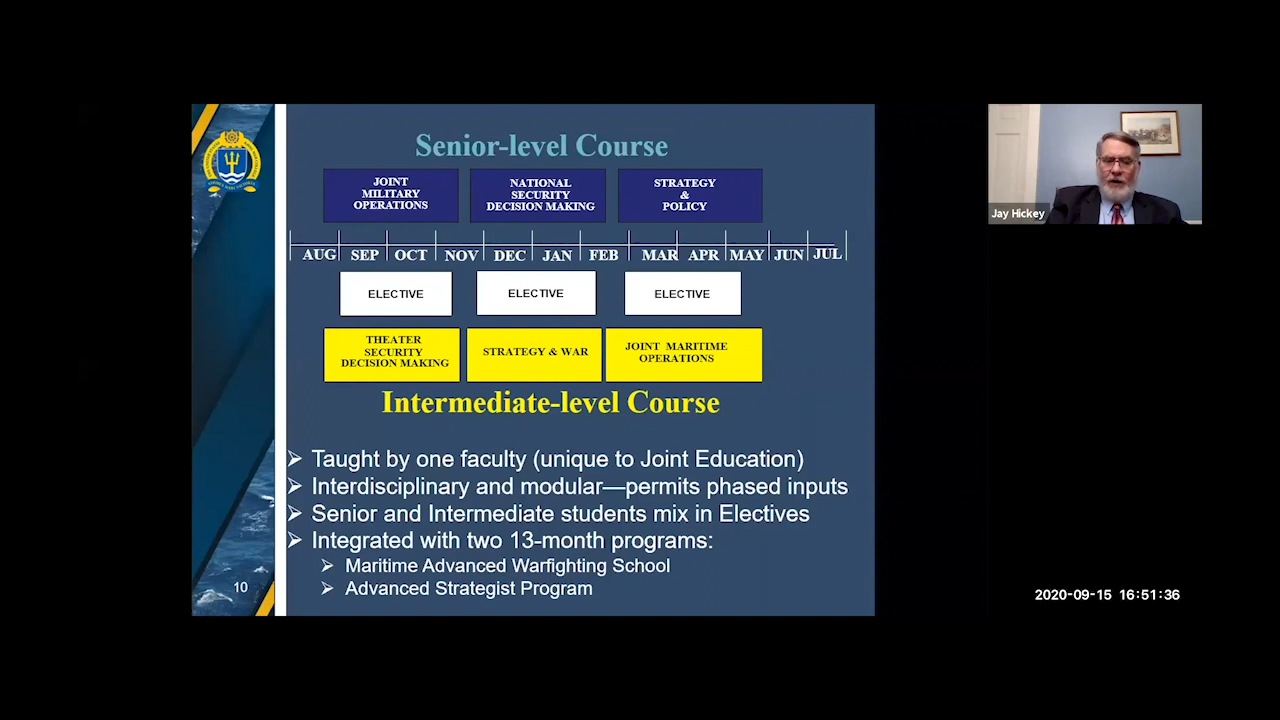 Senior-level Course
JOINT
MILITARY
OPERATIONS
NATIONAL
SECURITY
DECISION MAKING
STRATEGY
&
POLICY
AUG SEP OCT NOV DEC JAN FEB MAR APR MAY JUN JUL
ELECTIVE
ELECTIVE
ELECTIVE
THEATER
SECURITY
DECISION MAKING
STRATEGY & WAR
JOINT MARITIME
OPERATIONS
Intermediate-level Course
Taught by one faculty (unique to Joint Education)
Interdisciplinary and modular—permits phased inputs
Senior and Intermediate students mix in Electives
Integrated with two 13-month programs:
Maritime Advanced Warfighting School
Advanced Strategist Program
10
Jay Hickey
2020-09-15 16:51:36